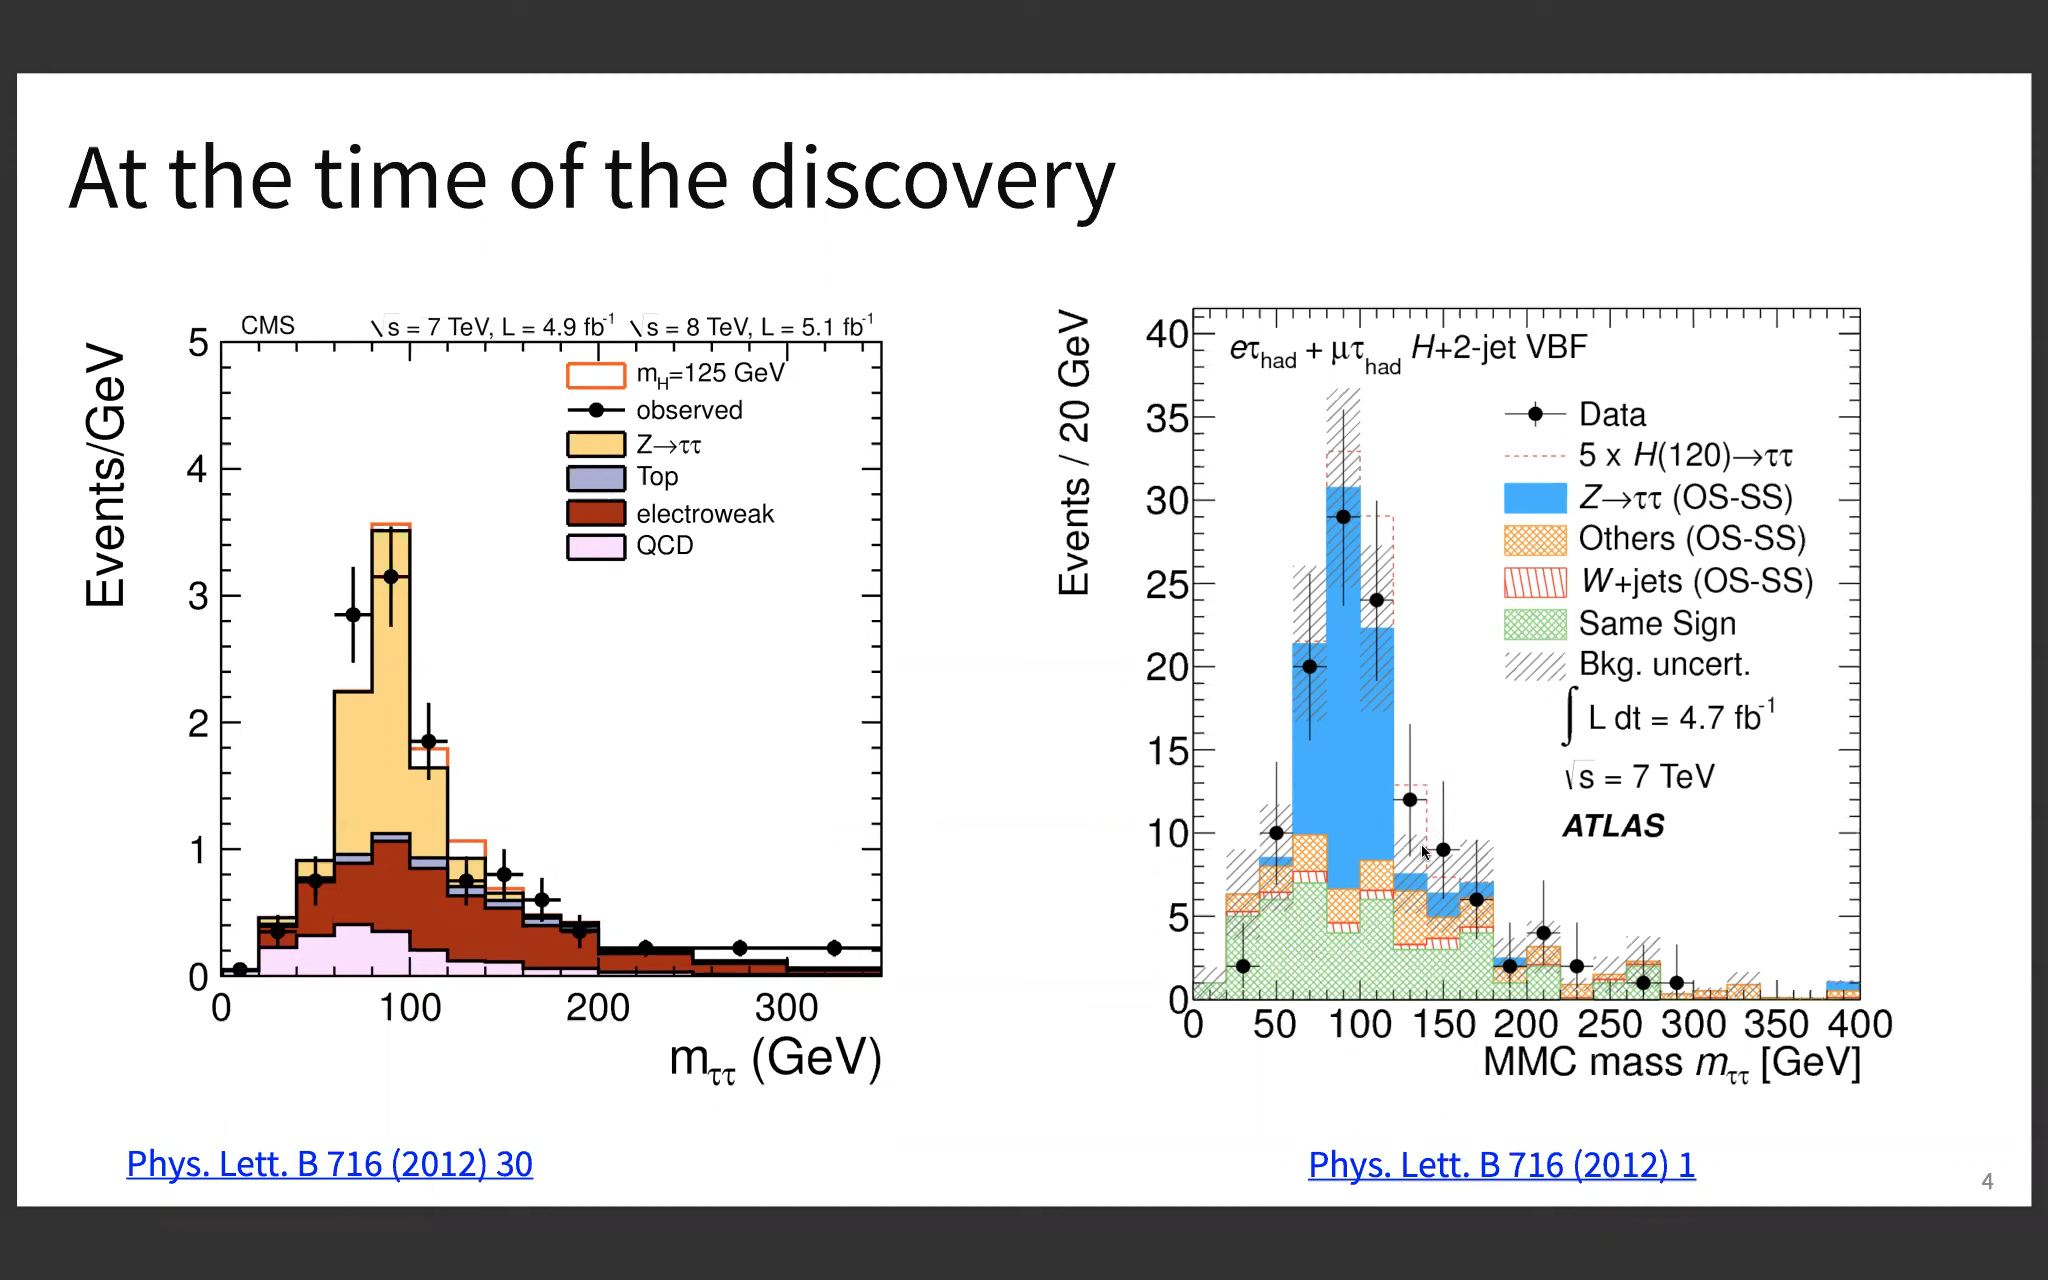 At the time of the discovery
CMS √s = 7 TeV, L = 4.9 fb⁻¹ √s = 8 TeV, L = 5.1 fb⁻¹
Events/GeV
5
4
3
2
1
0
m_H=125 GeV
observed
Z→ττ
Top
electroweak
QCD
0 100 200 300
m_ττ (GeV)
Phys. Lett. B 716 (2012) 30
Events / 20 GeV
40
35
30
25
20
15
10
5
0
eτ_had + μτ_had H+2-jet VBF
Data
5 x H(120)→ττ
Z→ττ (OS-SS)
Others (OS-SS)
W+jets (OS-SS)
Same Sign
Bkg. uncert.
∫ L dt = 4.7 fb⁻¹
√s = 7 TeV
ATLAS
0 50 100 150 200 250 300 350 400
MMC mass m_ττ [GeV]
Phys. Lett. B 716 (2012) 1
4